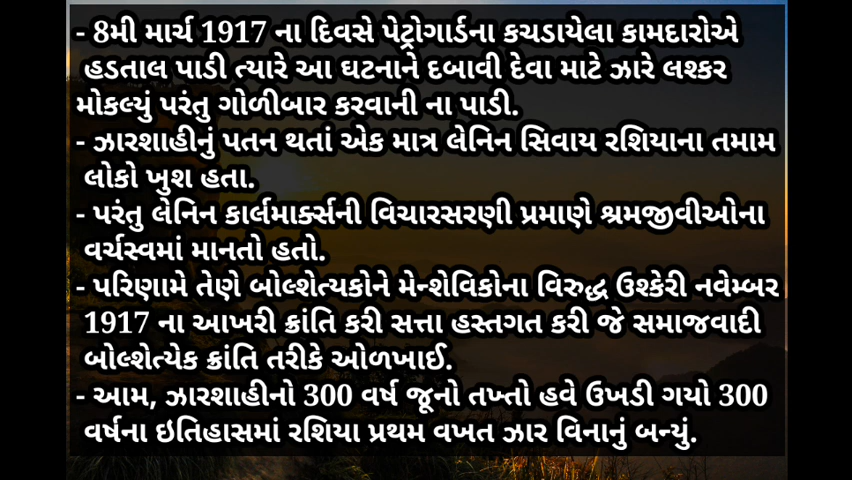 - 8મી માર્ચ 1917 ના દિવસે પેટ્રોગાર્ડના કચડાયેલા કામદારોએ
હડતાલ પાડી ત્યારે આ ઘટનાને દબાવી દેવા માટે ઝારે લશ્કર
મોકલ્યું પરંતુ ગોળીબાર કરવાની ના પાડી.
- ઝારશાહીનું પતન થતાં એક માત્ર લેનિન સિવાય રશિયાના તમામ
લોકો ખુશ હતા.
- પરંતુ લેનિન કાર્લમાર્ક્સની વિચારસરણી પ્રમાણે શ્રમજીવીઓના
વર્ચસ્વમાં માનતો હતો.
- પરિણામે તેણે બોલ્શેત્યકોને મેન્શેવિકોના વિરુદ્ધ ઉશ્કેરી નવેમ્બર
1917 ના આખરી ક્રાંતિ કરી સત્તા હસ્તગત કરી જે સમાજવાદી
બોલ્શેત્યેક ક્રાંતિ તરીકે ઓળખાઈ.
- આમ, ઝારશાહીનો 300 વર્ષ જૂનો તખ્તો હવે ઉખડી ગયો 300
વર્ષના ઇતિહાસમાં રશિયા પ્રથમ વખત ઝાર વિનાનું બન્યું.